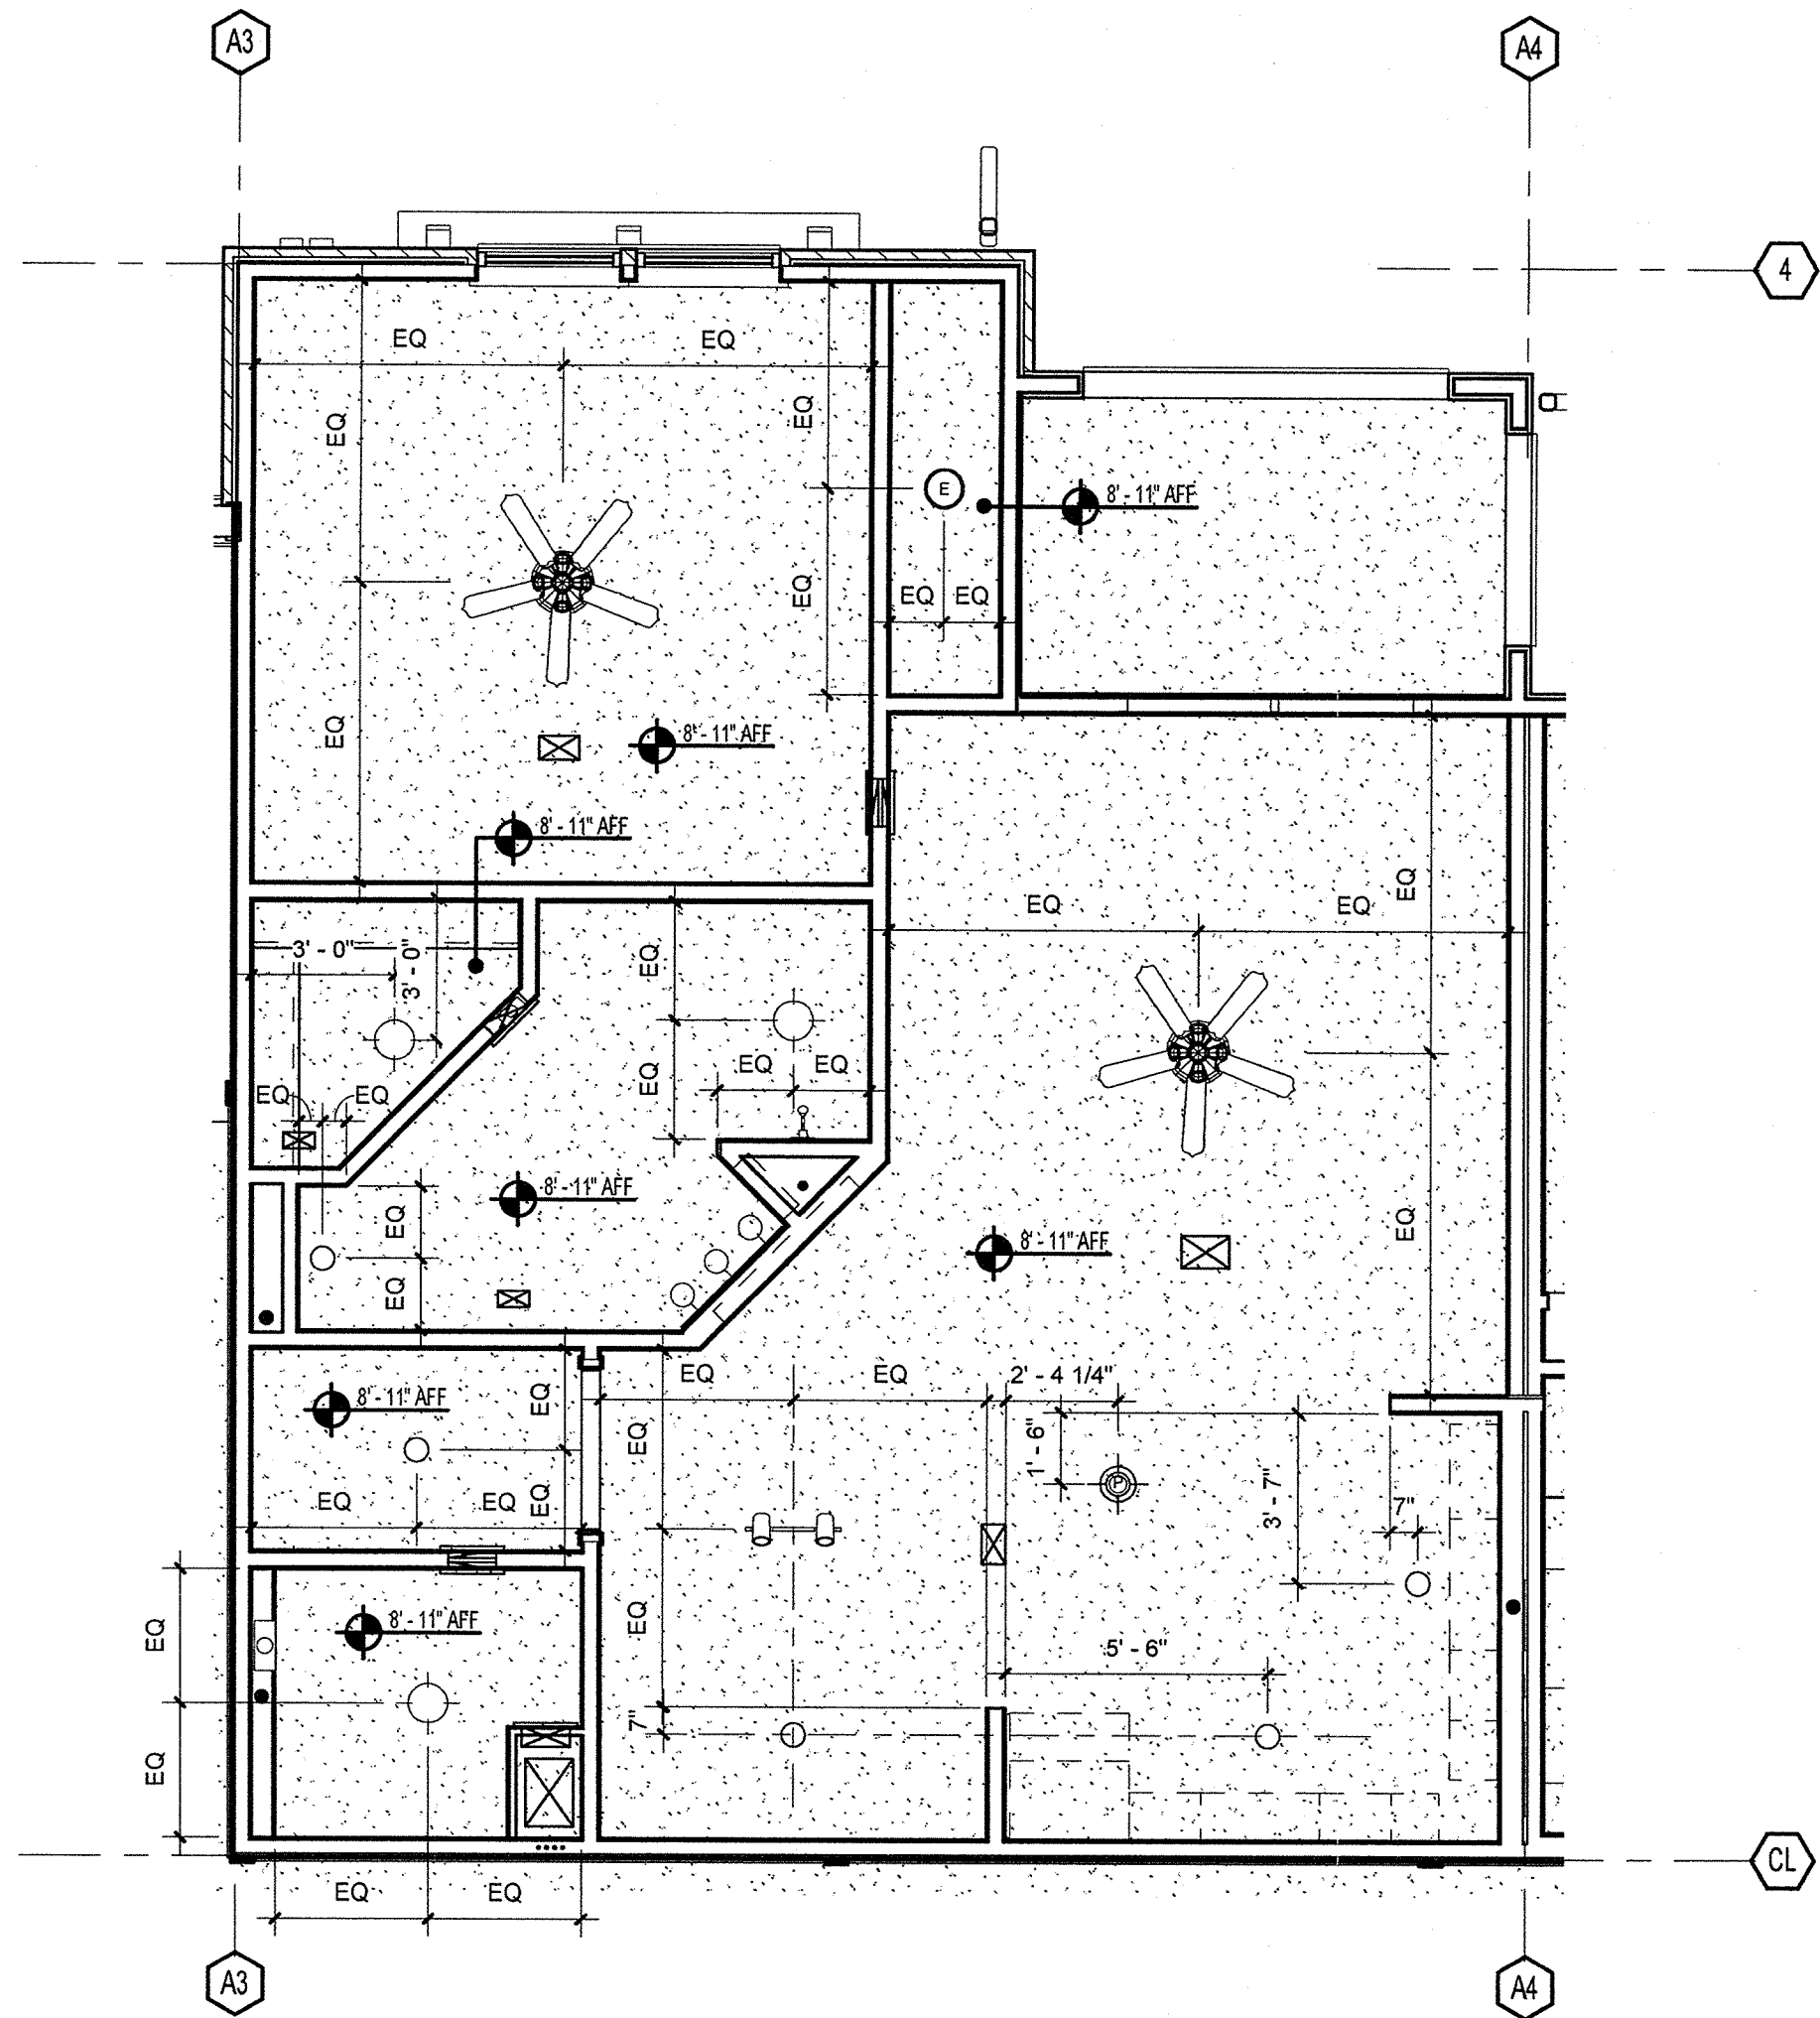 A3
A4
4
EQ
EQ
EQ
EQ
E
8' - 11" AFF
EQ
EQ
EQ
EQ
8' - 11" AFF
8' - 11" AFF
EQ
EQ
EQ
3' - 0"
3' - 0"
EQ
EQ
EQ
EQ
EQ
EQ
8' - 11" AFF
EQ
EQ
8' - 11" AFF
EQ
EQ
EQ
2' - 4 1/4"
8' - 11" AFF
EQ
EQ
1' - 6"
P
3' - 7"
7"
EQ
EQ
EQ
8' - 11" AFF
EQ
EQ
5' - 6"
7"
EQ
CL
EQ
EQ
A3
A4